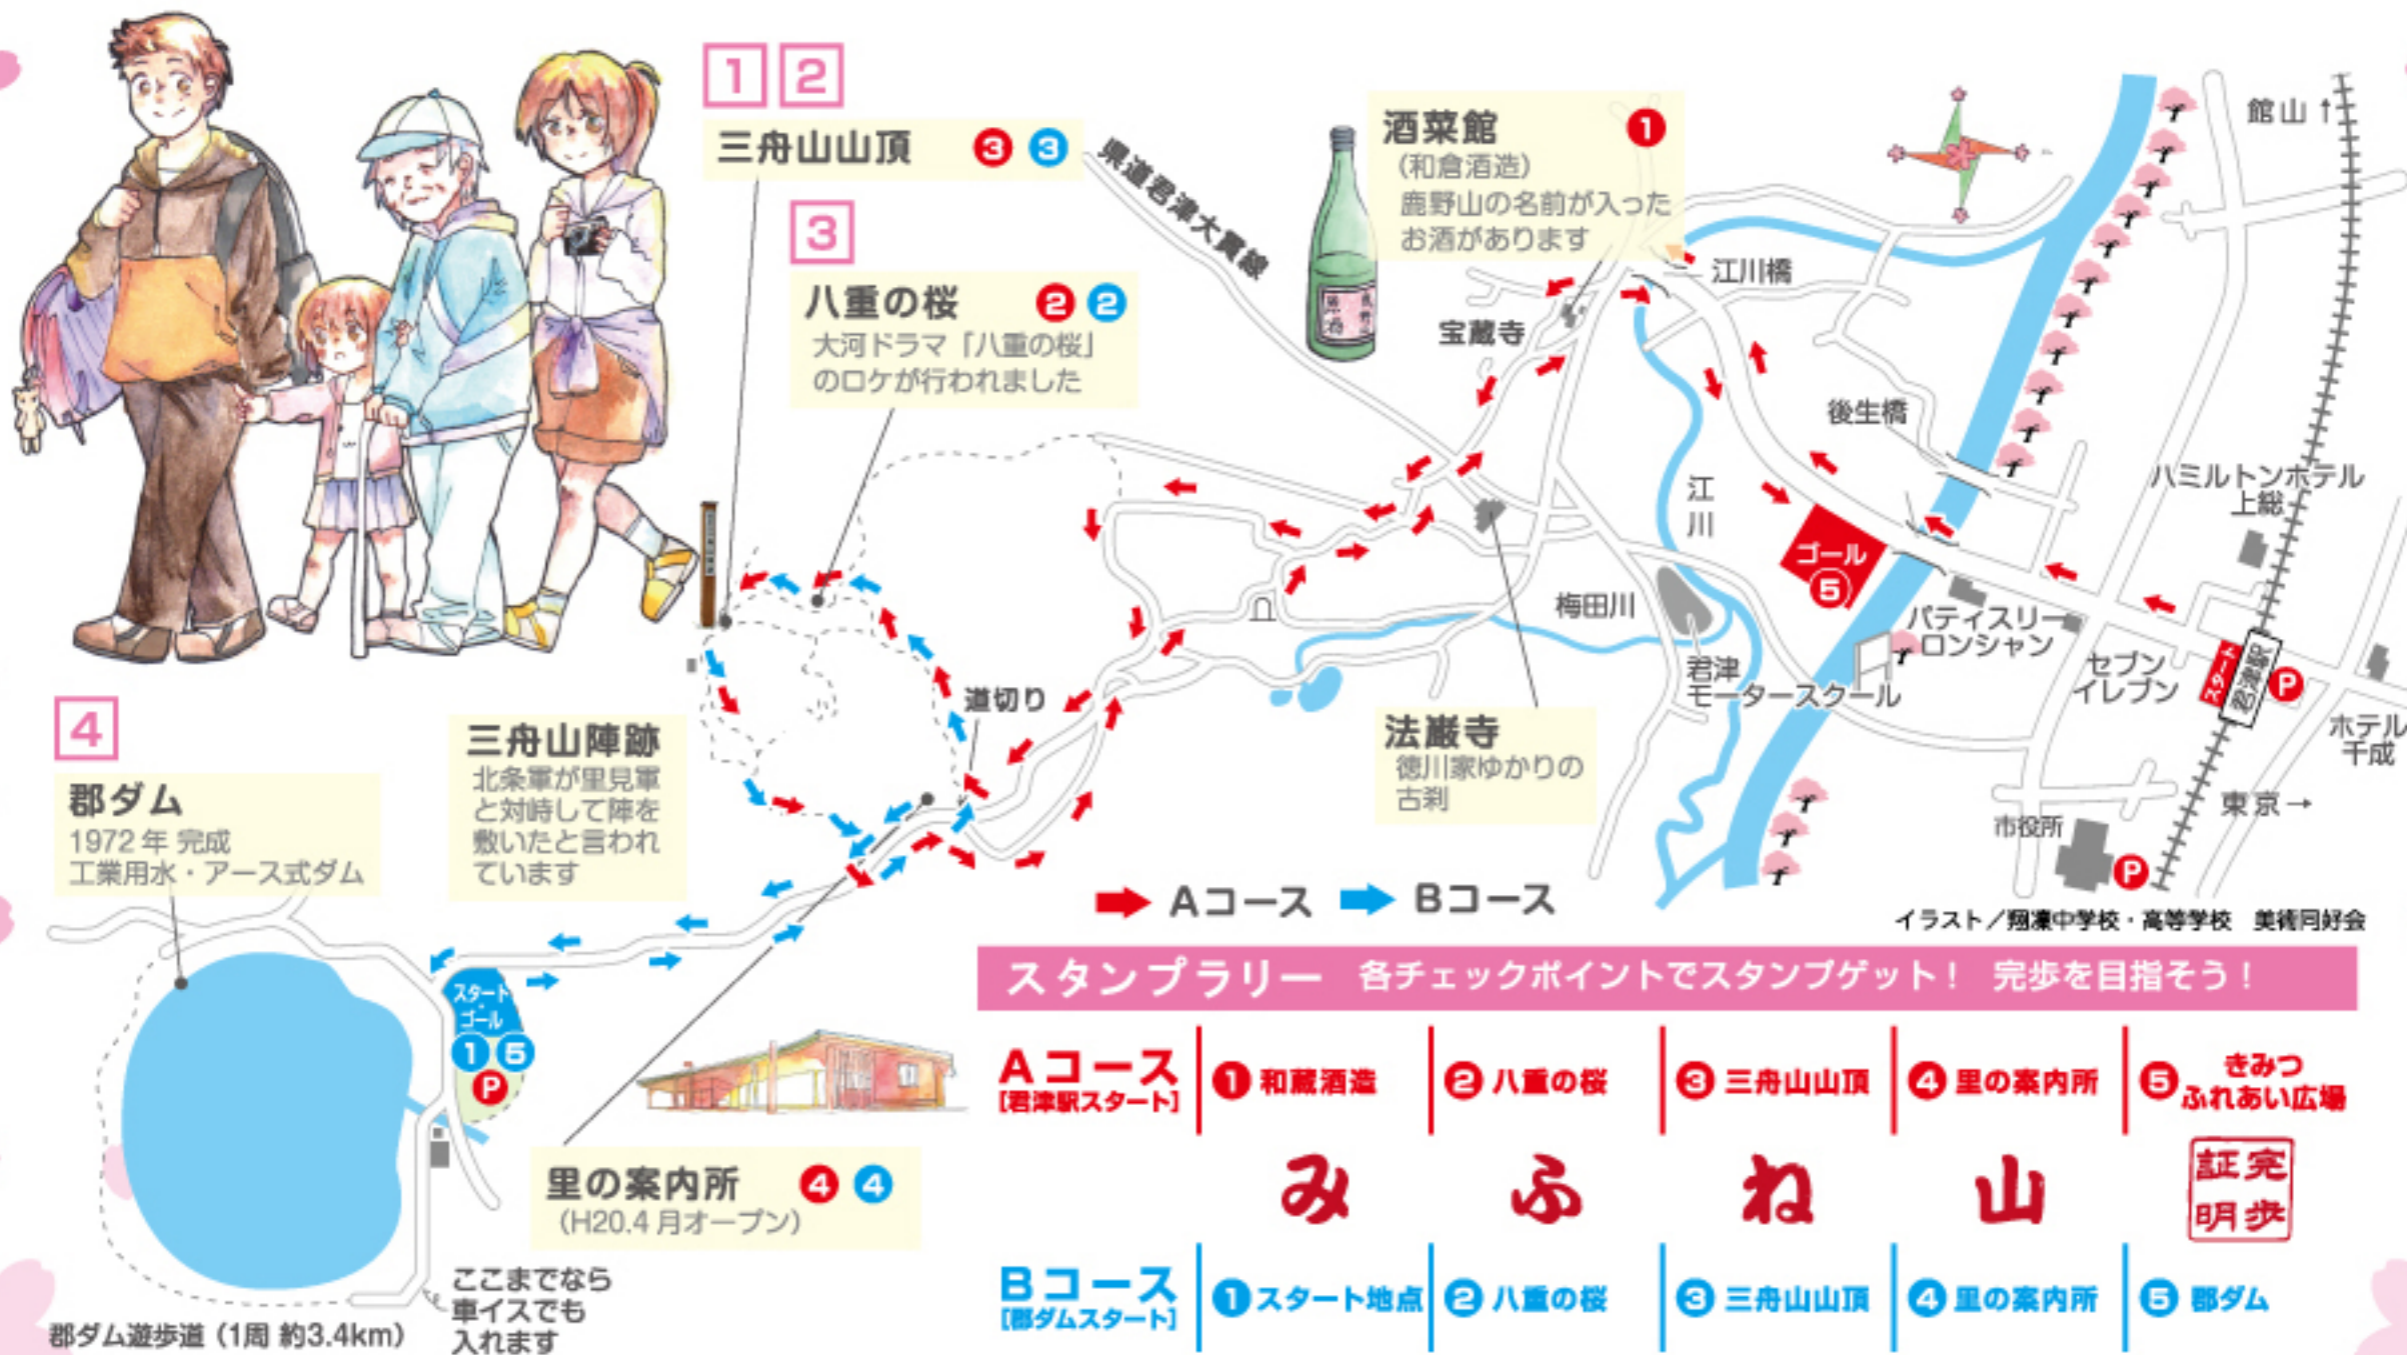 1 2
三舟山山頂 3 3
3
八重の桜 2 2
大河ドラマ「八重の桜」
のロケが行われました
県道君津大貫線
酒菜館 1
（和倉酒造）
鹿野山の名前が入った
お酒があります
館山↑
江川橋
宝蔵寺
後生橋
江川
ハミルトンホテル
上総
ゴール
5
梅田川
パティスリー
ロンシャン
君津
モータースクール
セブン
イレブン
スタート
君津駅
P
ホテル
千成
法巌寺
徳川家ゆかりの
古刹
東京→
市役所
P
道切り
4
郡ダム
1972年 完成
工業用水・アース式ダム
三舟山陣跡
北条軍が里見軍
と対峙して陣を
敷いたと言われ
ています
スタート
ゴール
1 5
P
里の案内所 4 4
（H20.4月オープン）
ここまでなら
車イスでも
入れます
郡ダム遊歩道（1周 約3.4km）
Aコース Bコース
イラスト／翔凜中学校・高等学校 美術同好会
スタンプラリー 各チェックポイントでスタンプゲット！ 完歩を目指そう！
Aコース
[君津駅スタート]
1 和蔵酒造
2 八重の桜
3 三舟山山頂
4 里の案内所
5 きみつ
ふれあい広場
み ふ ね 山
完歩
証明
Bコース
[郡ダムスタート]
1 スタート地点
2 八重の桜
3 三舟山山頂
4 里の案内所
5 郡ダム